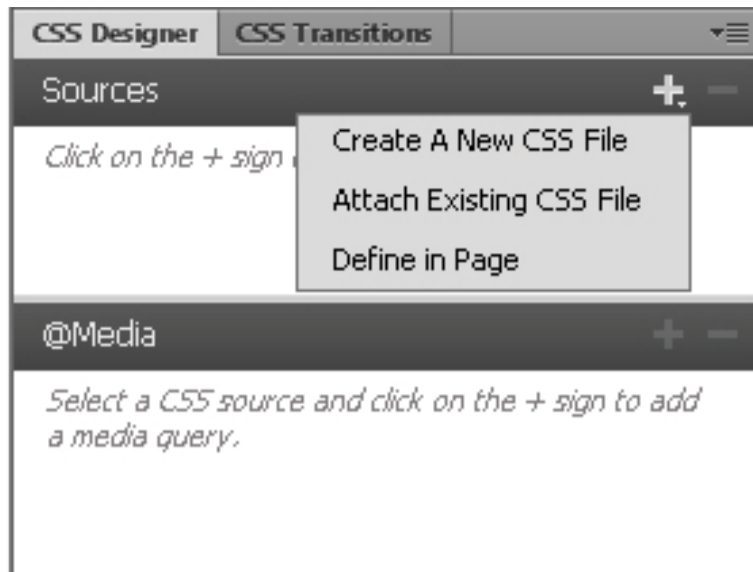 CSS Designer CSS Transitions
Sources
Click on the + sign
Create A New CSS File
Attach Existing CSS File
Define in Page
@Media
Select a CSS source and click on the + sign to add
a media query.